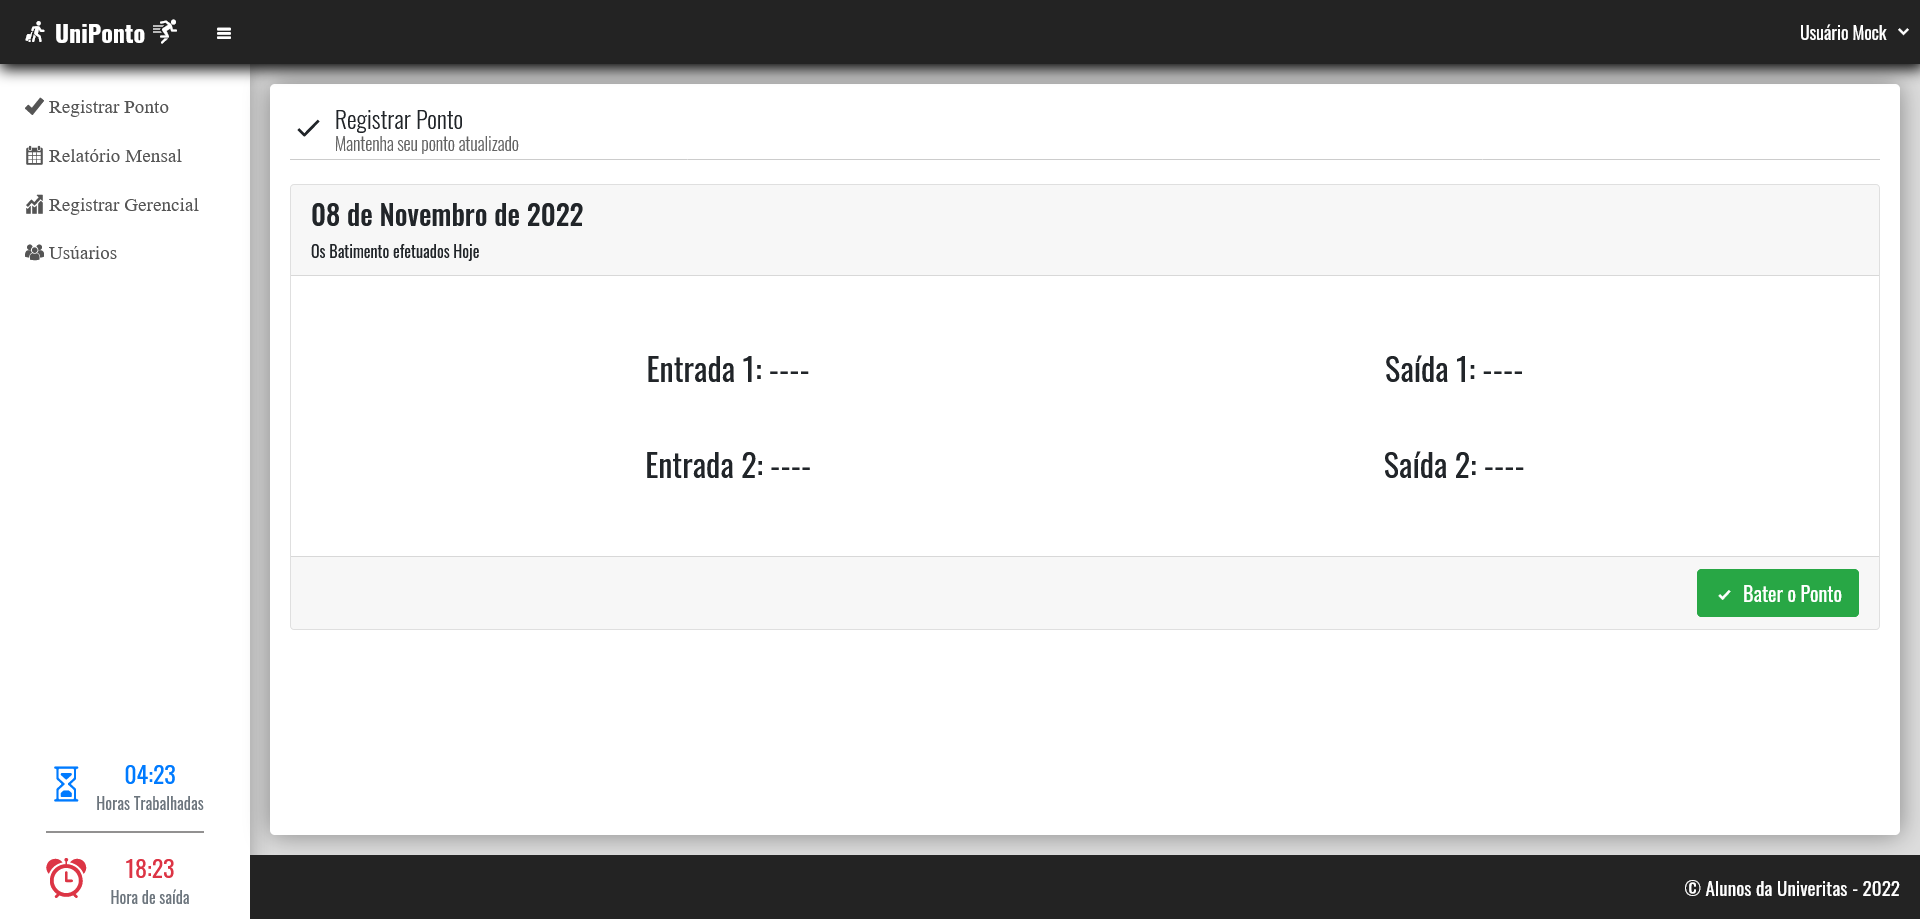 UniPonto
Usuário Mock
Registrar Ponto
Relatório Mensal
Registrar Gerencial
Usúarios
Registrar Ponto
Mantenha seu ponto atualizado
08 de Novembro de 2022
Os Batimento efetuados Hoje
Entrada 1: ----
Saída 1: ----
Entrada 2: ----
Saída 2: ----
Bater o Ponto
04:23
Horas Trabalhadas
18:23
Hora de saída
© Alunos da Univeritas - 2022